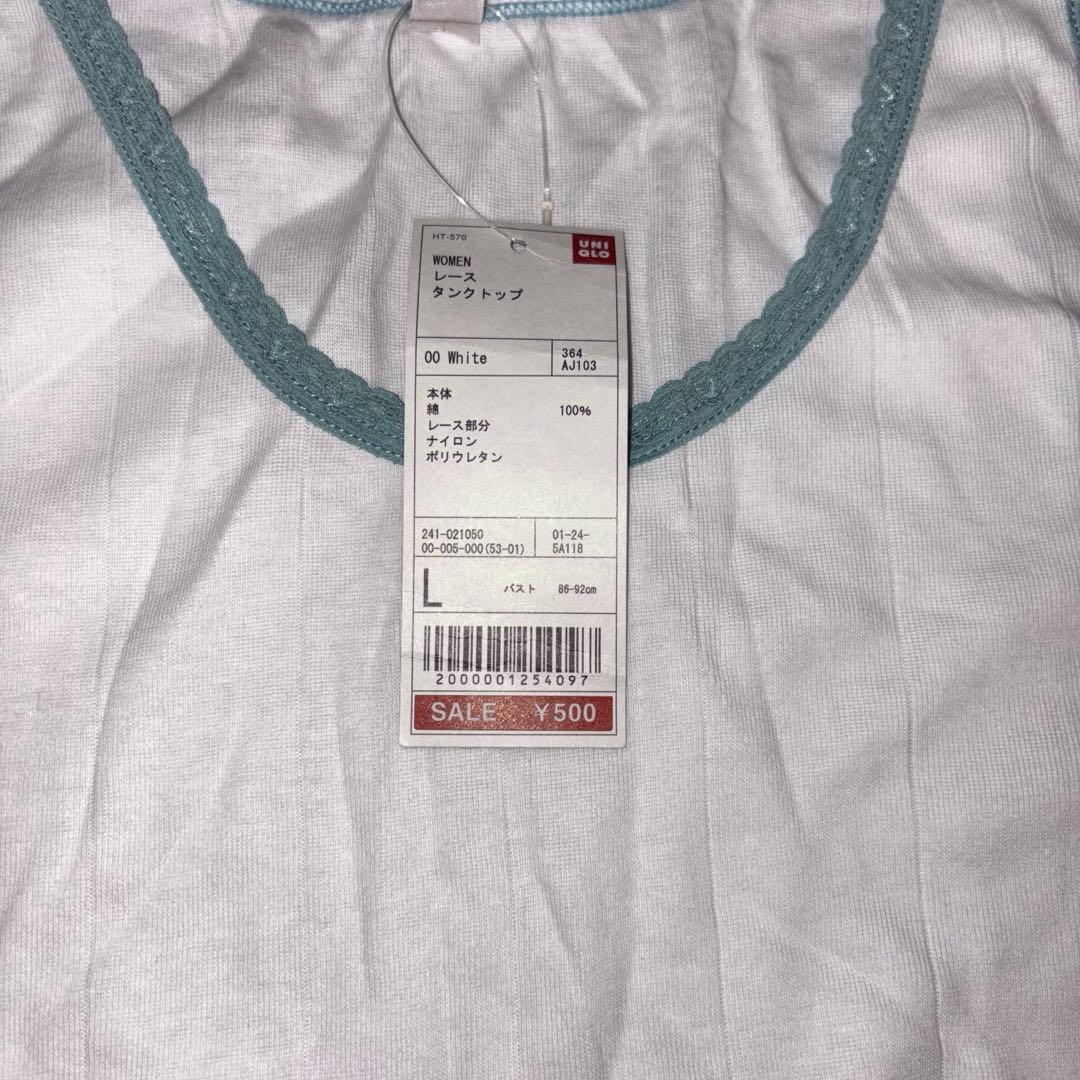 HT-570
UNI
QLO
WOMEN
レース
タンクトップ
00 White
364
AJ103
本体
綿 100%
レース部分
ナイロン
ポリウレタン
241-021050
00-005-000(53-01)
01-24-
5A118
L バスト 86-92cm
2000001254097
SALE ¥500